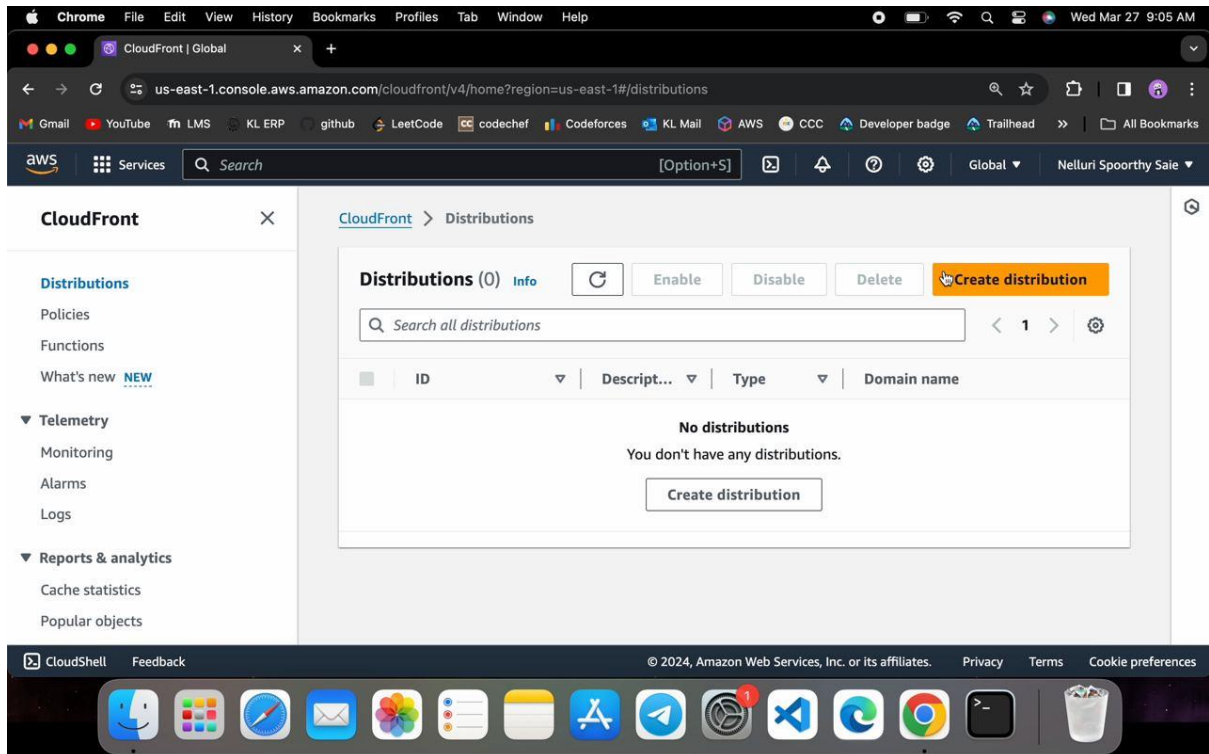 Chrome File Edit View History Bookmarks Profiles Tab Window Help Wed Mar 27 9:05 AM
CloudFront | Global
us-east-1.console.aws.amazon.com/cloudfront/v4/home?region=us-east-1#/distributions
Gmail YouTube LMS KL ERP github LeetCode CC codechef Codeforces KL Mail AWS CCC Developer badge Trailhead » All Bookmarks
aws Services Search [Option+S] Global Nelluri Spoorthy Saie
CloudFront
CloudFront > Distributions
Distributions (0) Info Enable Disable Delete Create distribution
Search all distributions 1
ID Descript... Type Domain name
No distributions
You don't have any distributions.
Create distribution
Distributions
Policies
Functions
What's new NEW
Telemetry
Monitoring
Alarms
Logs
Reports & analytics
Cache statistics
Popular objects
CloudShell Feedback © 2024, Amazon Web Services, Inc. or its affiliates. Privacy Terms Cookie preferences
1